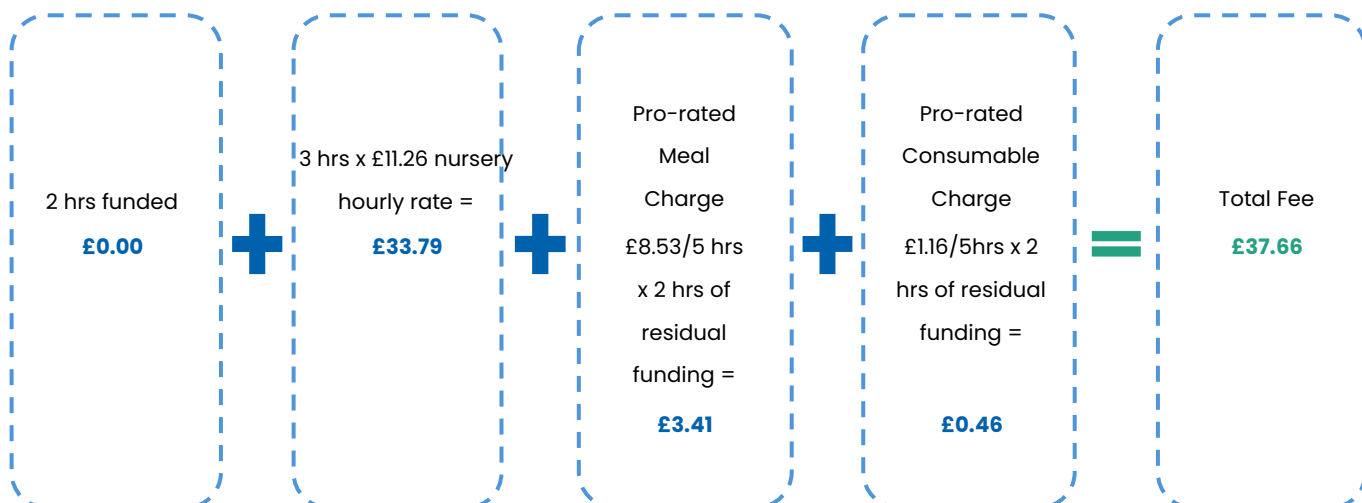 2 hrs funded
£0.00
3 hrs x £11.26 nursery
hourly rate =
£33.79
Pro-rated
Meal
Charge
£8.53/5 hrs
x 2 hrs of
residual
funding =
£3.41
Pro-rated
Consumable
Charge
£1.16/5hrs x 2
hrs of residual
funding =
£0.46
Total Fee
£37.66